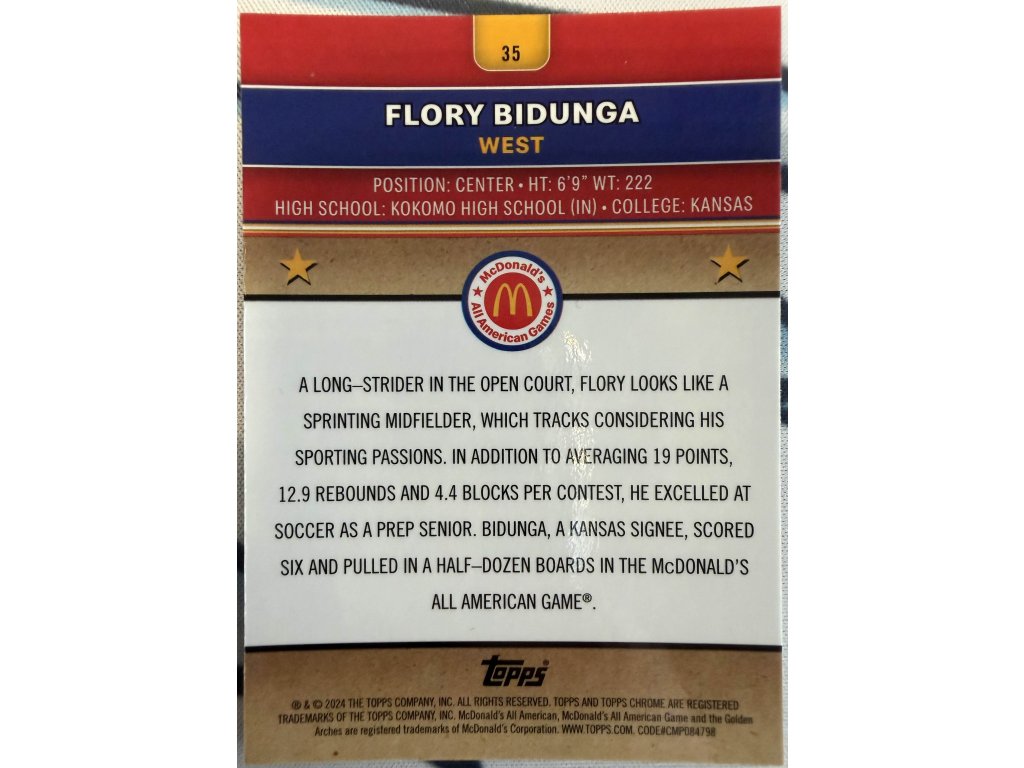 35
FLORY BIDUNGA
WEST
POSITION: CENTER • HT: 6'9" WT: 222
HIGH SCHOOL: KOKOMO HIGH SCHOOL (IN) • COLLEGE: KANSAS
McDonald's
All American Games
A LONG–STRIDER IN THE OPEN COURT, FLORY LOOKS LIKE A
SPRINTING MIDFIELDER, WHICH TRACKS CONSIDERING HIS
SPORTING PASSIONS. IN ADDITION TO AVERAGING 19 POINTS,
12.9 REBOUNDS AND 4.4 BLOCKS PER CONTEST, HE EXCELLED AT
SOCCER AS A PREP SENIOR. BIDUNGA, A KANSAS SIGNEE, SCORED
SIX AND PULLED IN A HALF–DOZEN BOARDS IN THE McDONALD'S
ALL AMERICAN GAME®.
Topps®
® & © 2024 THE TOPPS COMPANY, INC. ALL RIGHTS RESERVED. TOPPS AND TOPPS CHROME ARE REGISTERED
TRADEMARKS OF THE TOPPS COMPANY, INC. McDonald's All American, McDonald's All American Game and the Golden
Arches are registered trademarks of McDonald's Corporation. WWW.TOPPS.COM. CODE#CMP084798